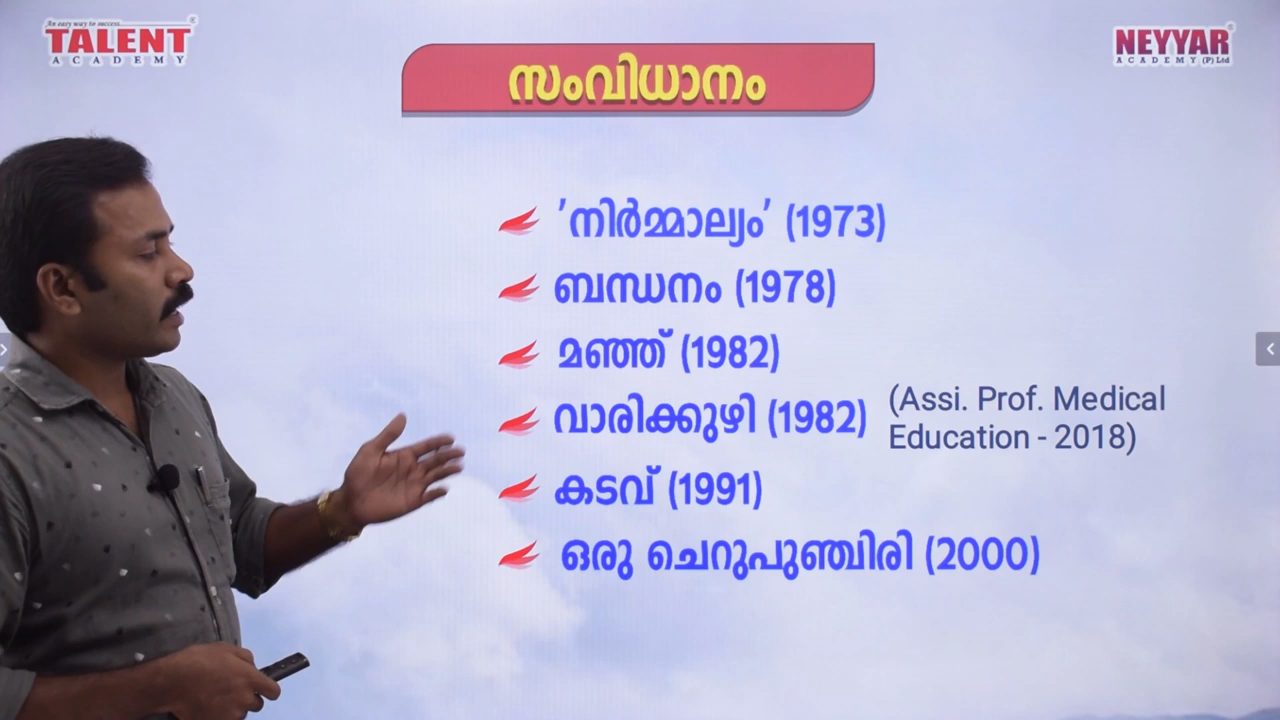 An easy way to success...
TALENT®
ACADEMY
NEYYAR®
ACADEMY (P) Ltd
സംവിധാനം
'നിർമ്മാല്യം' (1973)
ബന്ധനം (1978)
മഞ്ഞ് (1982)
വാരിക്കുഴി (1982)
(Assi. Prof. Medical
Education - 2018)
കടവ് (1991)
ഒരു ചെറുപുഞ്ചിരി (2000)